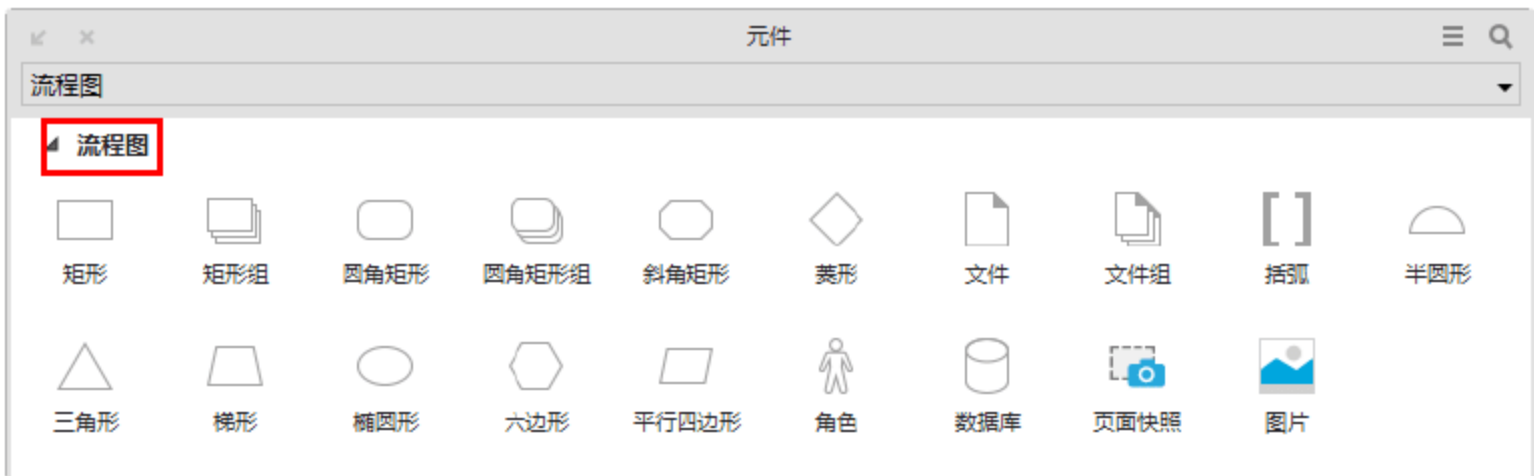 元件
流程图
流程图
矩形 矩形组 圆角矩形 圆角矩形组 斜角矩形 菱形 文件 文件组 括弧 半圆形
三角形 梯形 椭圆形 六边形 平行四边形 角色 数据库 页面快照 图片